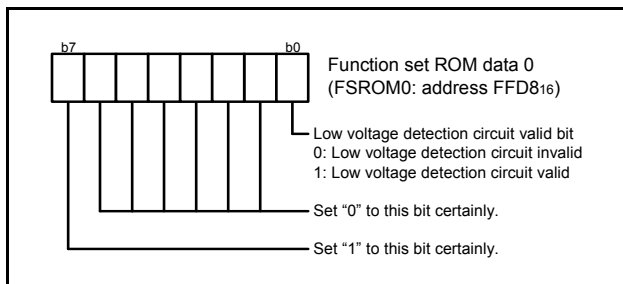 b7 b0
Function set ROM data 0
(FSROM0: address FFD816)
Low voltage detection circuit valid bit
0: Low voltage detection circuit invalid
1: Low voltage detection circuit valid
Set “0” to this bit certainly.
Set “1” to this bit certainly.